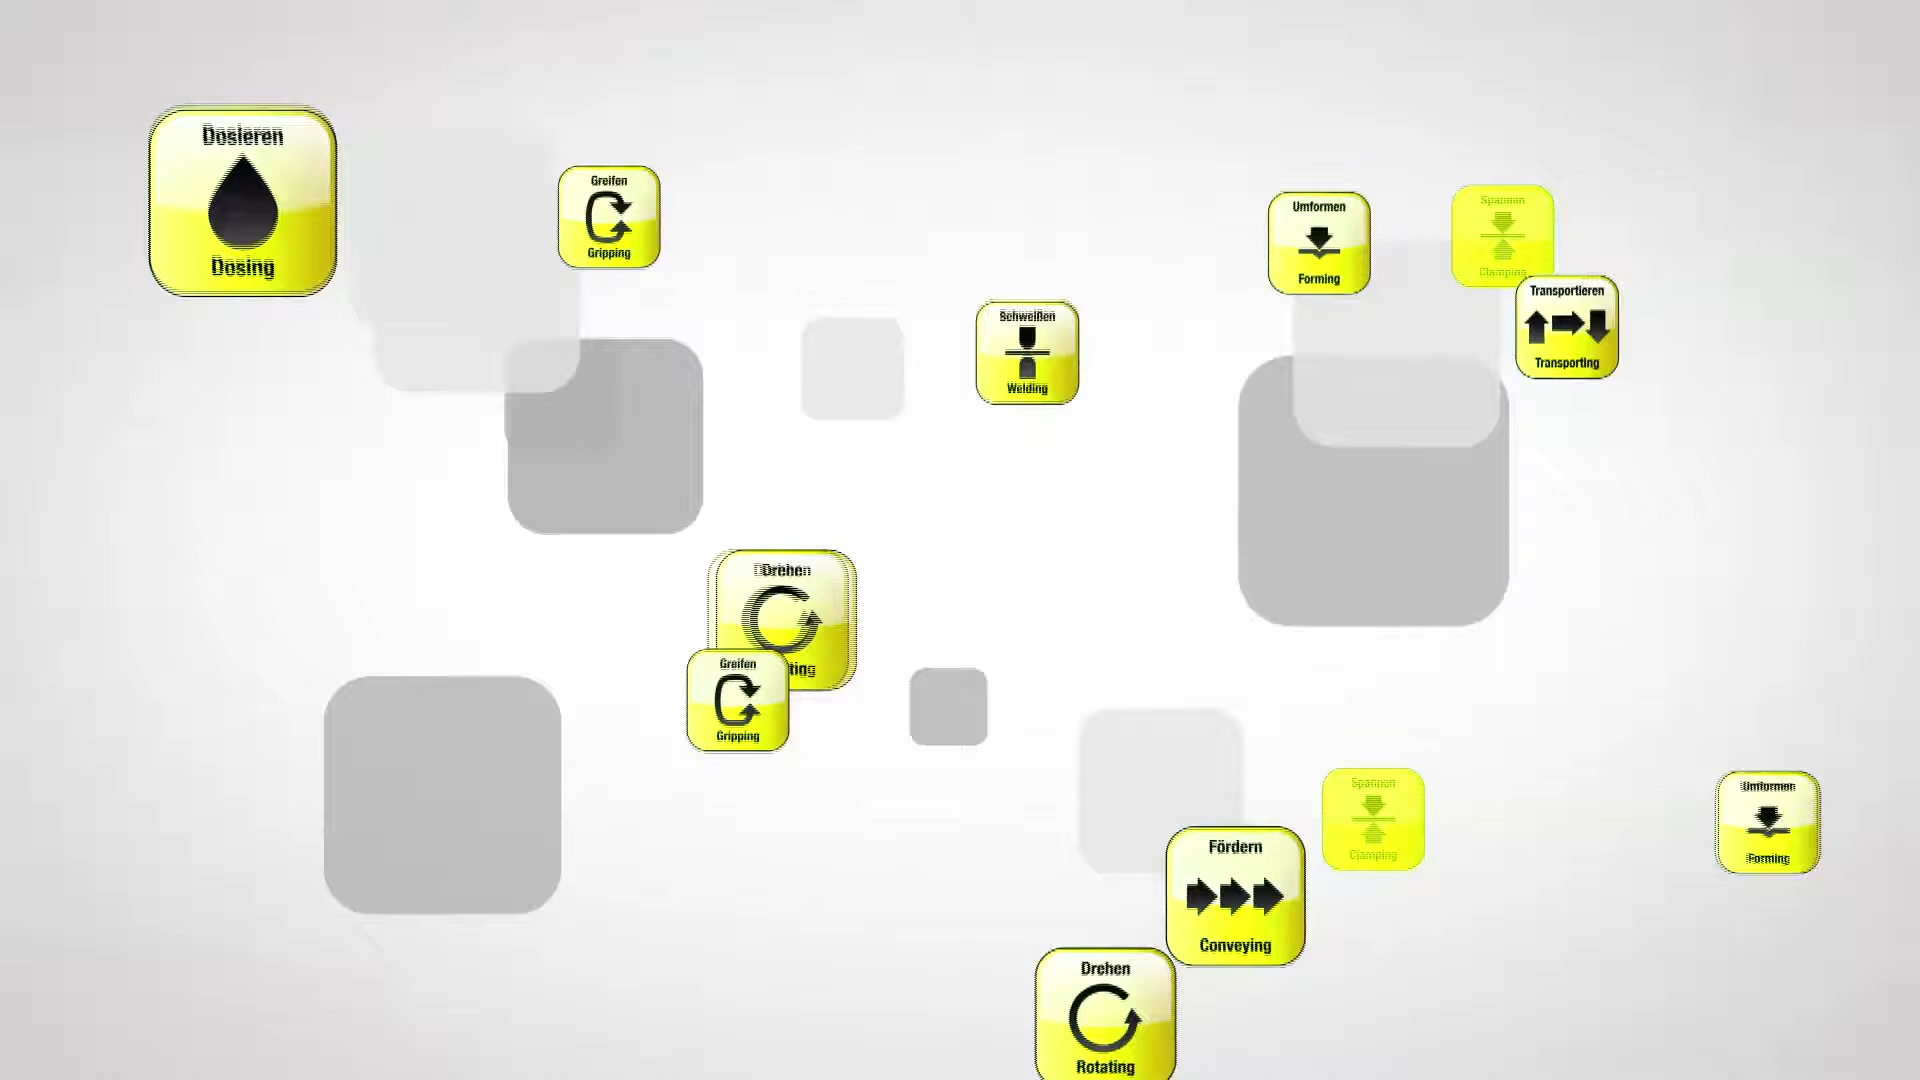 Dosieren
Dosing
Greifen
Gripping
Umformen
Forming
Spannen
Clamping
Transportieren
Transporting
Schweißen
Welding
Drehen
ting
Greifen
Gripping
Spannen
Clamping
Umformen
Forming
Fördern
Conveying
Drehen
Rotating